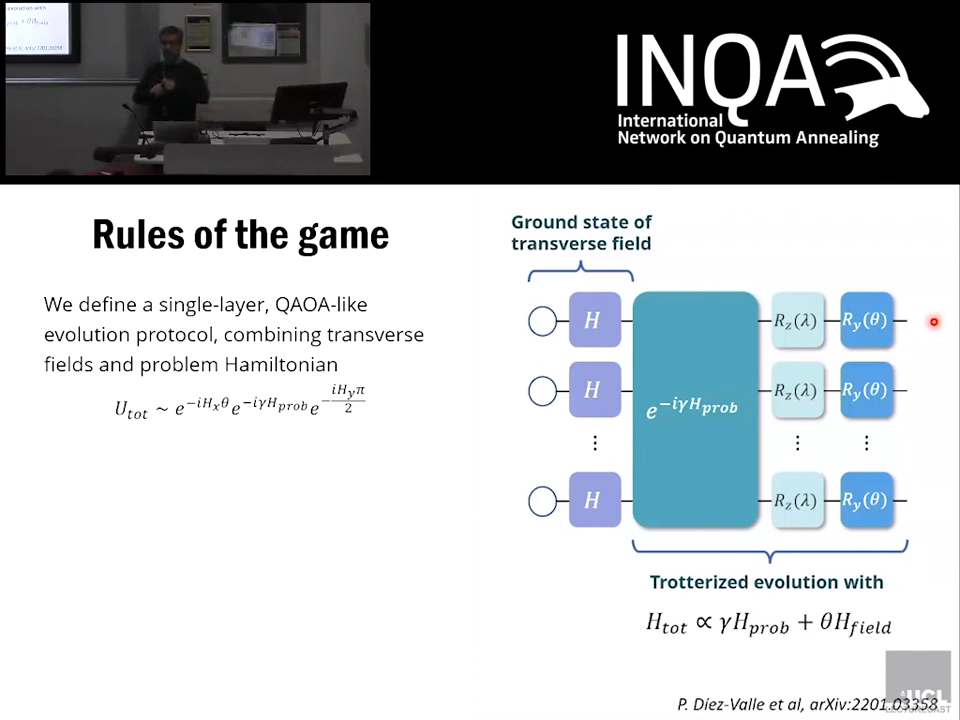 INQA
International
Network on Quantum Annealing
Rules of the game
We define a single-layer, QAOA-like
evolution protocol, combining transverse
fields and problem Hamiltonian
U_tot ~ e^{-iH_xθ} e^{-iγH_prob} e^{-iH_yπ/2}
Ground state of
transverse field
H
R_z(λ)
R_y(θ)
H
e^{-iγH_prob}
R_z(λ)
R_y(θ)
⋮ ⋮ ⋮
H
R_z(λ)
R_y(θ)
Trotterized evolution with
H_tot ∝ γH_prob + θH_field
P. Díez-Valle et al, arXiv:2201.03358
UCL